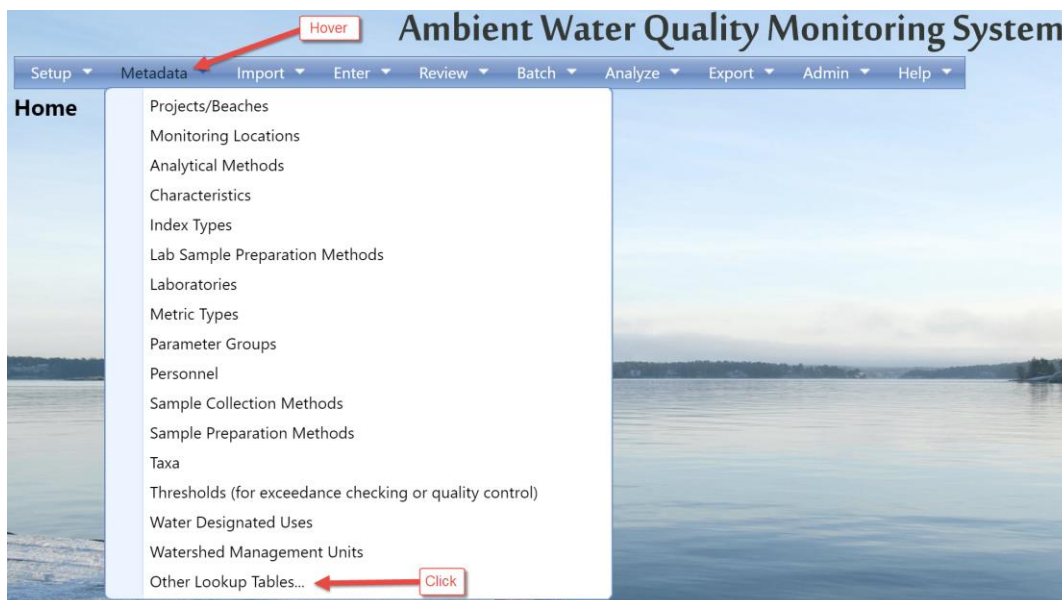 Hover
Ambient Water Quality Monitoring System
Setup Metadata Import Enter Review Batch Analyze Export Admin Help
Home
Projects/Beaches
Monitoring Locations
Analytical Methods
Characteristics
Index Types
Lab Sample Preparation Methods
Laboratories
Metric Types
Parameter Groups
Personnel
Sample Collection Methods
Sample Preparation Methods
Taxa
Thresholds (for exceedance checking or quality control)
Water Designated Uses
Watershed Management Units
Other Lookup Tables... Click